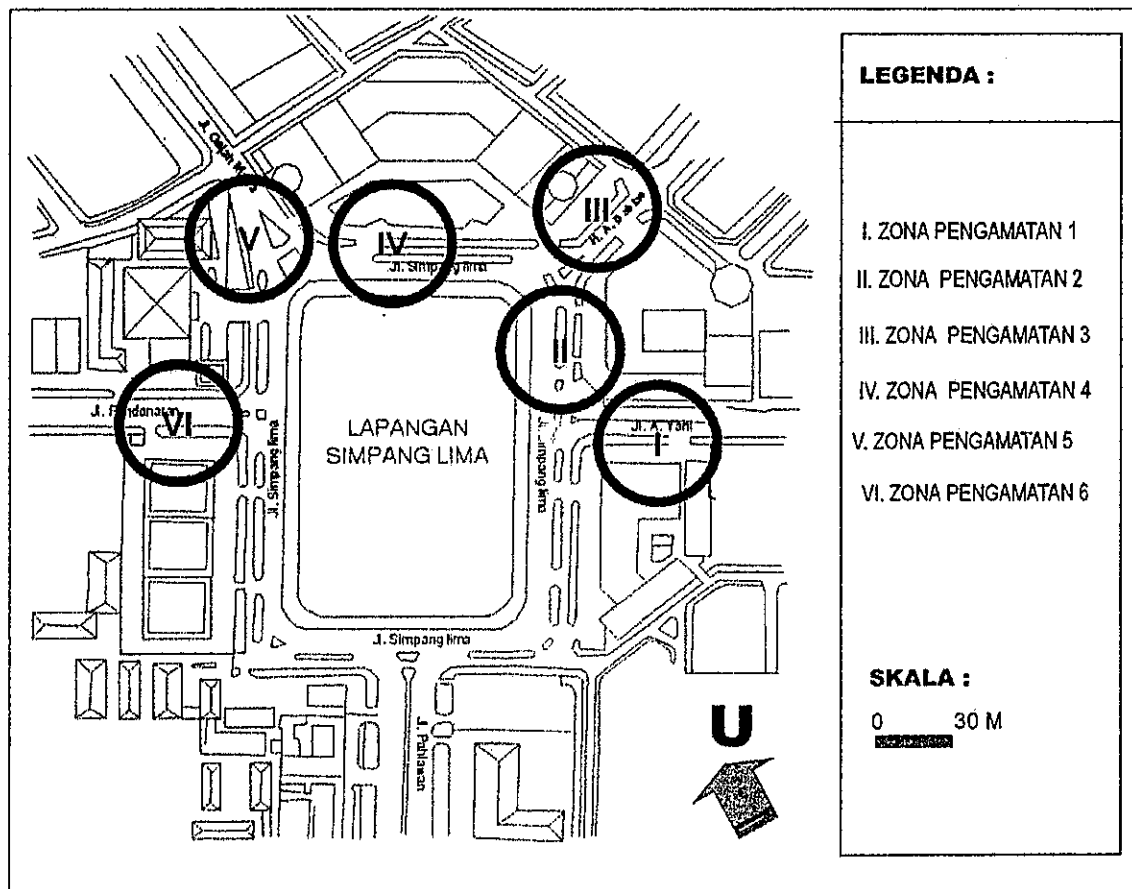 LEGENDA :
I. ZONA PENGAMATAN 1
II. ZONA PENGAMATAN 2
III. ZONA PENGAMATAN 3
IV. ZONA PENGAMATAN 4
V. ZONA PENGAMATAN 5
VI. ZONA PENGAMATAN 6
SKALA :
0 30 M
U
Jl. Gajah
V
IV
III
Jl. Simpang lima
II
Jl. A. Yani
I
VI
Jl. Simpang lima
LAPANGAN
SIMPANG LIMA
Jl. Simpang lima
Jl. Simpang lima
Jl. Pahlawan